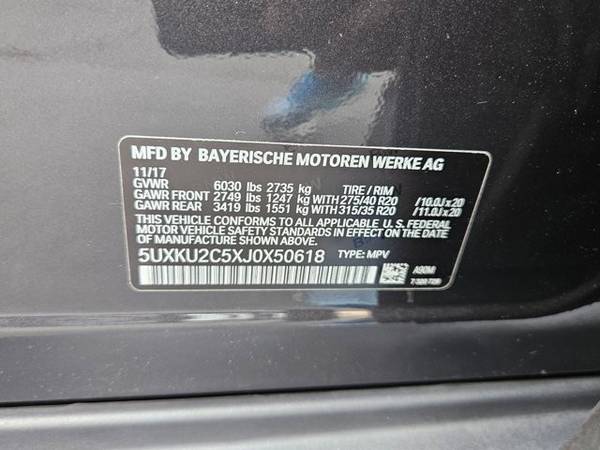 MFD BY BAYERISCHE MOTOREN WERKE AG
11/17
GVWR 6030 lbs 2735 kg TIRE / RIM
GAWR FRONT 2749 lbs 1247 kg WITH 275/40 R20 /10.0J x 20
GAWR REAR 3419 lbs 1551 kg WITH 315/35 R20 /11.0J x 20
THIS VEHICLE CONFORMS TO ALL APPLICABLE U. S. FEDERAL
MOTOR VEHICLE SAFETY STANDARDS IN EFFECT ON THE
DATE OF MANUFACTURE SHOWN ABOVE.
5UXKU2C5XJ0X50618 TYPE: MPV A90MI